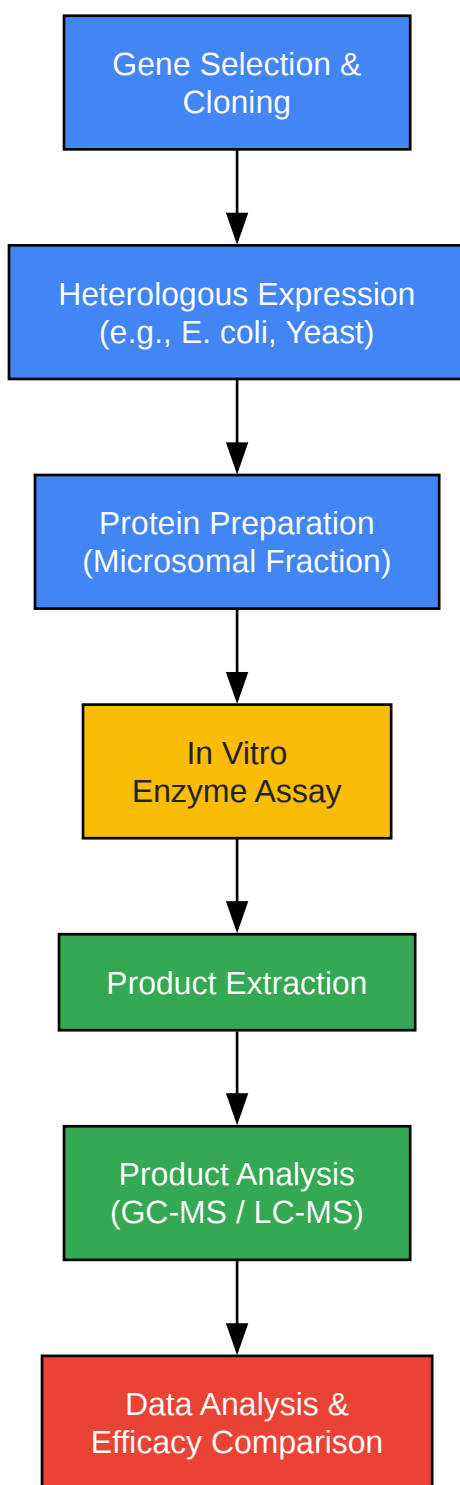 Gene Selection &
Cloning
Heterologous Expression
(e.g., E. coli, Yeast)
Protein Preparation
(Microsomal Fraction)
In Vitro
Enzyme Assay
Product Extraction
Product Analysis
(GC-MS / LC-MS)
Data Analysis &
Efficacy Comparison